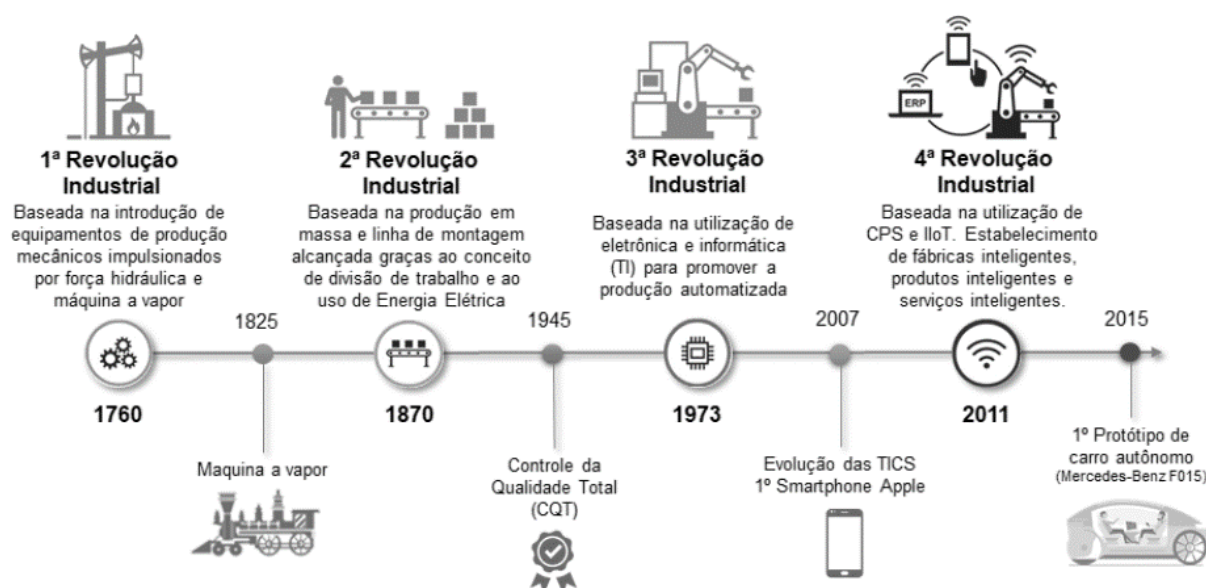 ERP
1ª Revolução
Industrial
Baseada na introdução de
equipamentos de produção
mecânicos impulsionados
por força hidráulica e
máquina a vapor
2ª Revolução
Industrial
Baseada na produção em
massa e linha de montagem
alcançada graças ao conceito
de divisão de trabalho e ao
uso de Energia Elétrica
3ª Revolução
Industrial
Baseada na utilização de
eletrônica e informática
(TI) para promover a
produção automatizada
4ª Revolução
Industrial
Baseada na utilização de
CPS e IIoT. Estabelecimento
de fábricas inteligentes,
produtos inteligentes e
serviços inteligentes.
1825
1945
2007
2015
1760
1870
1973
2011
Maquina a vapor
Controle da
Qualidade Total
(CQT)
Evolução das TICS
1º Smartphone Apple
1º Protótipo de
carro autônomo
(Mercedes-Benz F015)